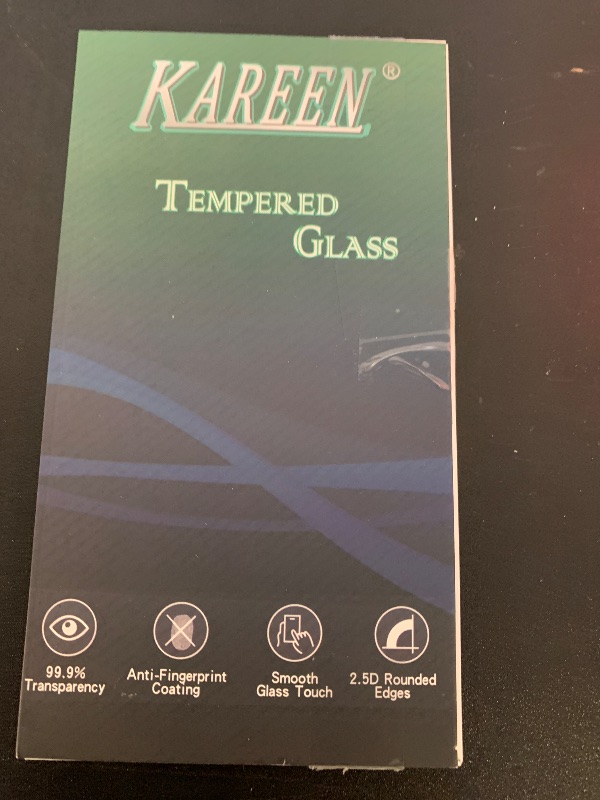 KAREEN®
TEMPERED
GLASS
99.9%
Transparency
Anti-Fingerprint
Coating
Smooth
Glass Touch
2.5D Rounded
Edges